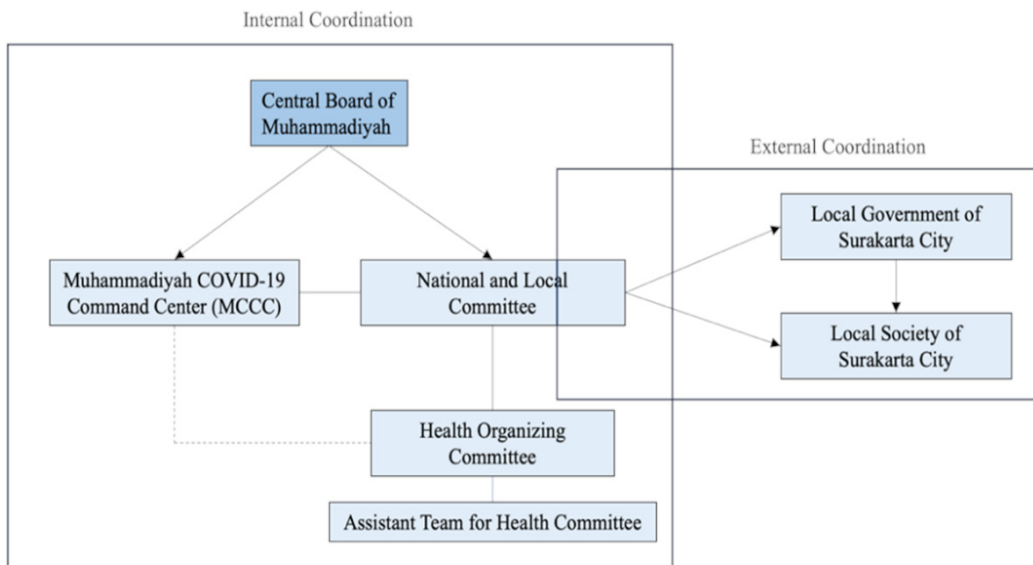 Internal Coordination
Central Board of
Muhammadiyah
External Coordination
Local Government of
Surakarta City
Muhammadiyah COVID-19
Command Center (MCCC)
National and Local
Committee
Local Society of
Surakarta City
Health Organizing
Committee
Assistant Team for Health Committee